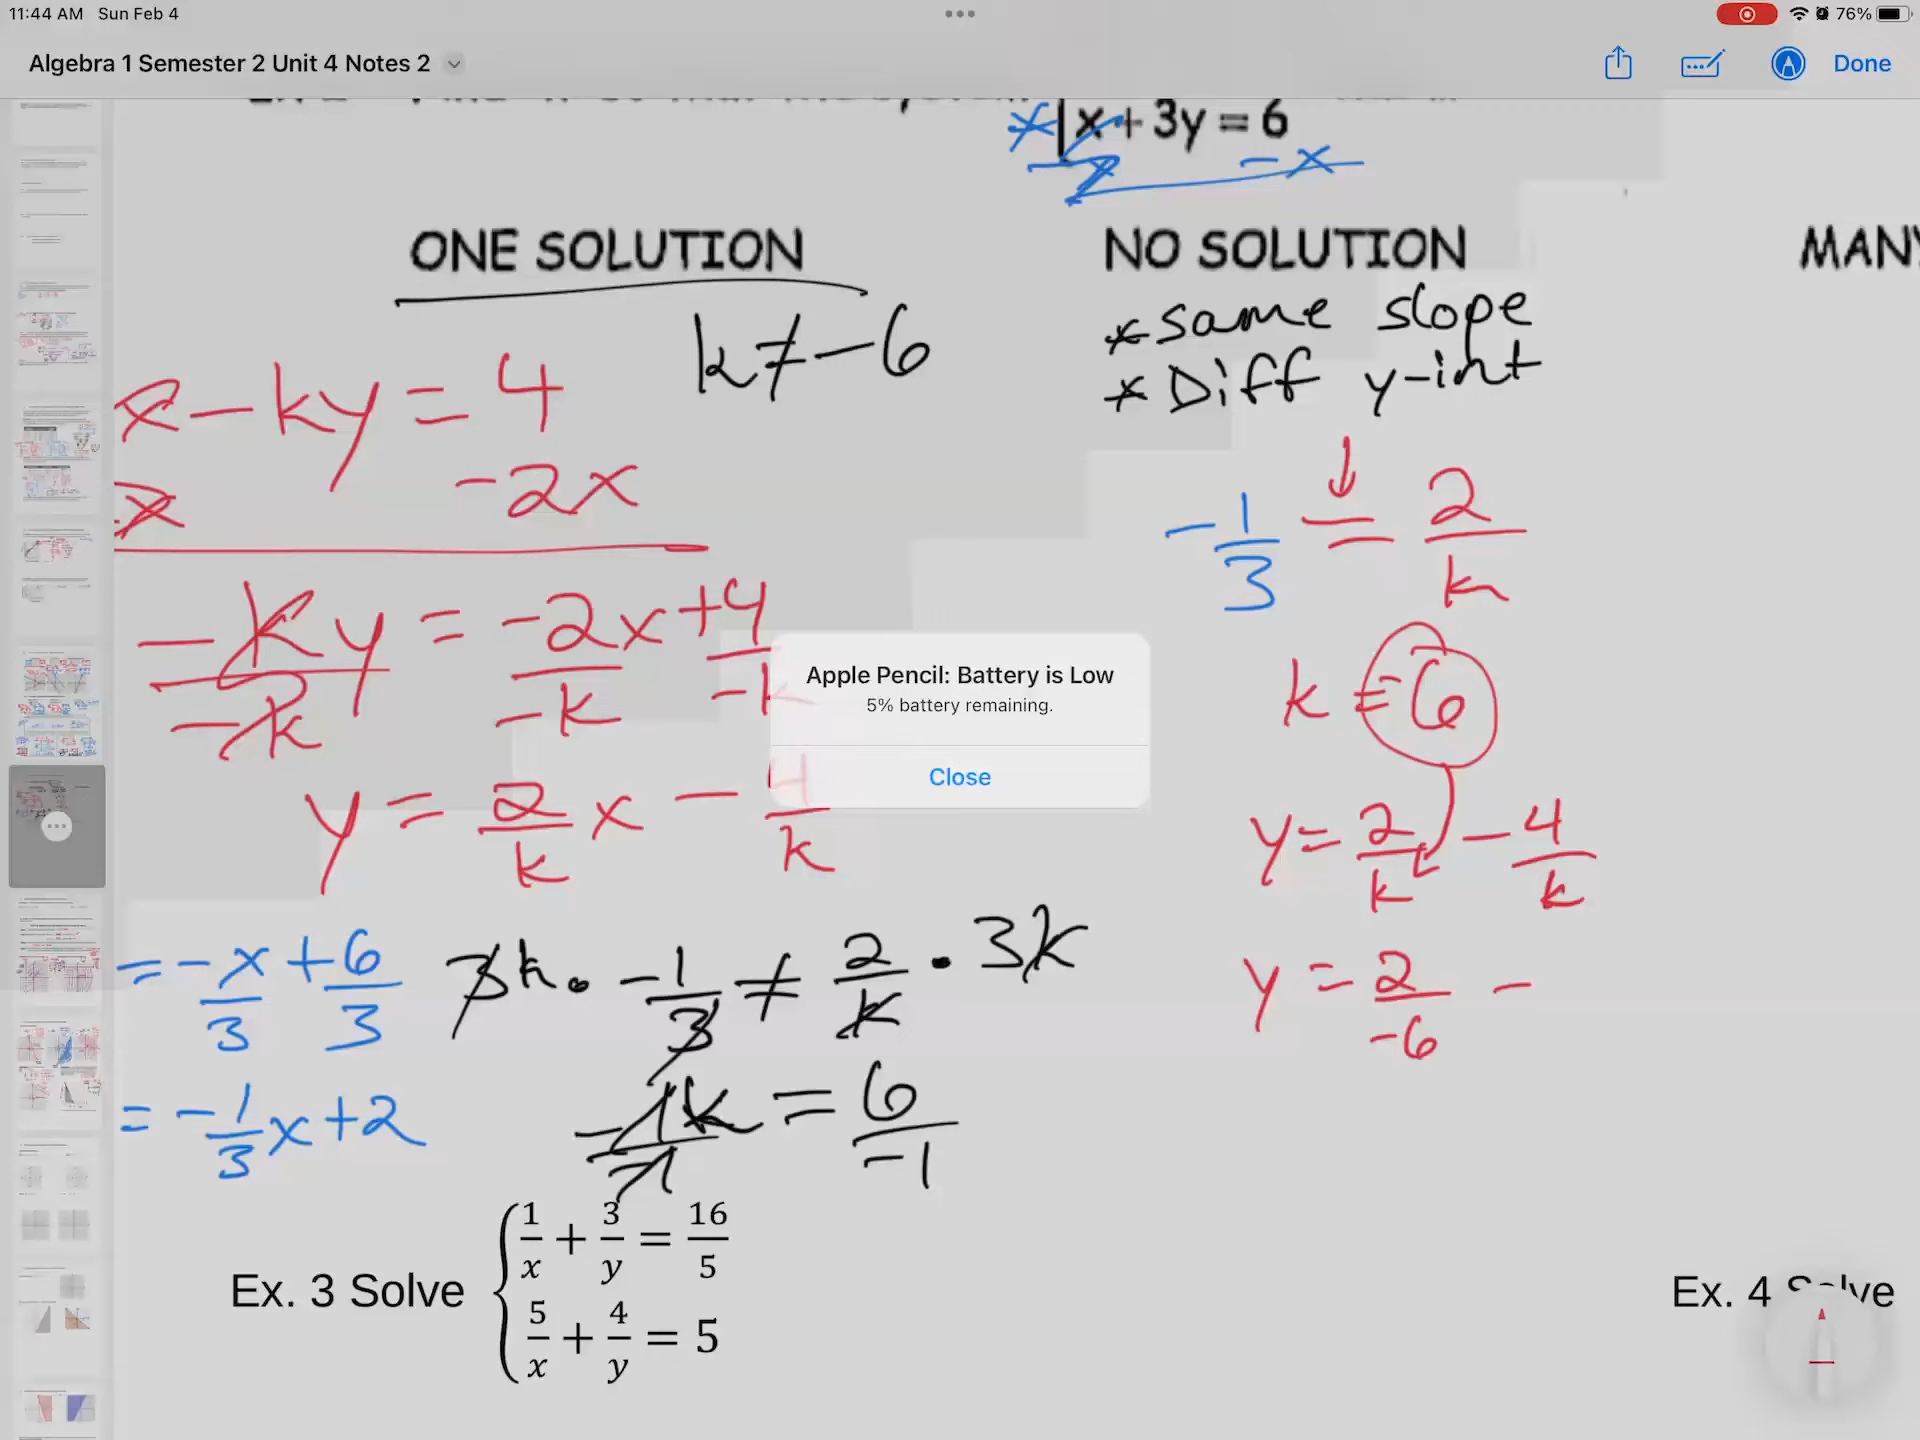 11:44 AM Sun Feb 4
76%
Algebra 1 Semester 2 Unit 4 Notes 2
Done
x + 3y = 6
-x
ONE SOLUTION
NO SOLUTION
MANY
k ≠ -6
* same slope
* Diff y-int
x - ky = 4
-2x
-1/3 = 2/k
-ky/-k = -2x/-k + 4/-k
k = -6
Apple Pencil: Battery is Low
5% battery remaining.
Close
y = 2/k x - 4/k
y = 2/k - 4/k
= -x/3 + 6/3
3k · -1/3 ≠ 2/k · 3k
y = 2/-6 -
= -1/3 x + 2
-1k/-1 = 6/-1
Ex. 3 Solve
1/x + 3/y = 16/5
5/x + 4/y = 5
Ex. 4 Solve